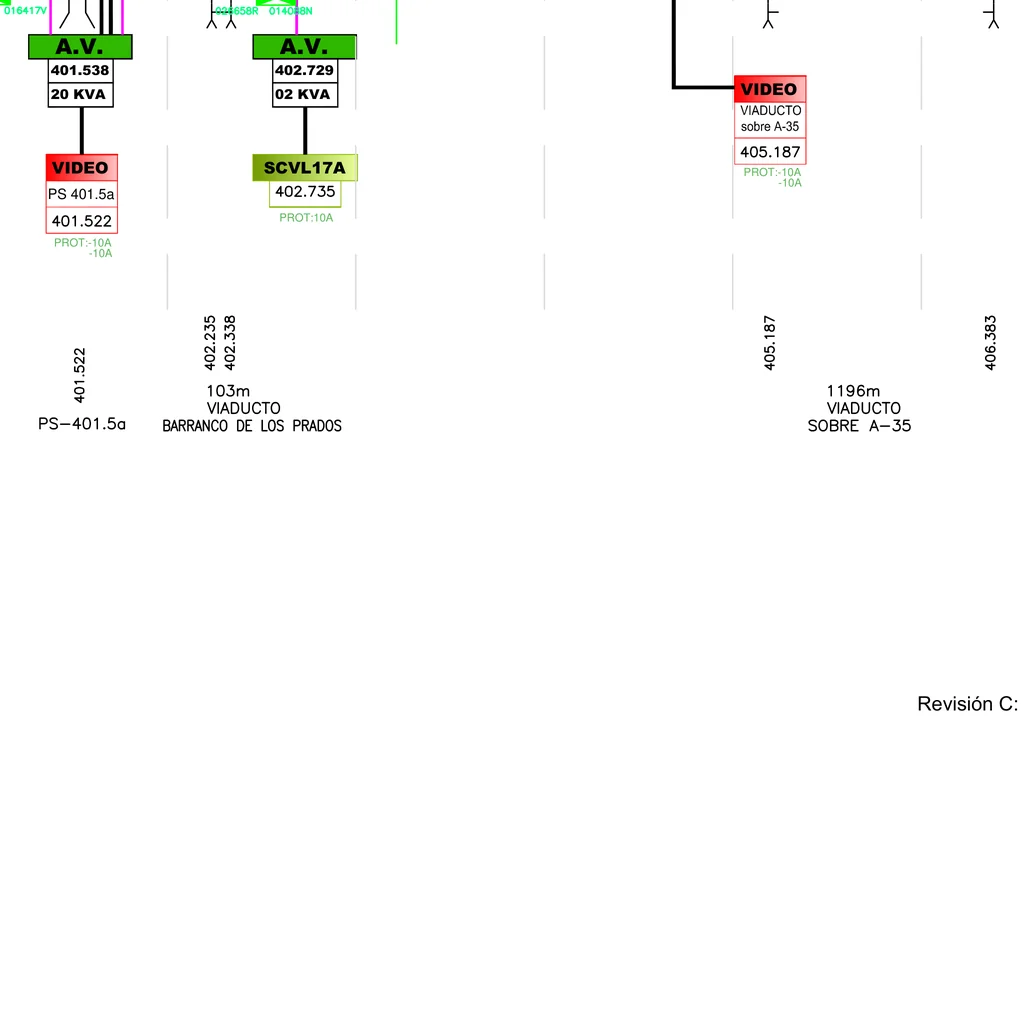 016417V
014088N
A.V.
401.538
20 KVA
VIDEO
PS 401.5a
401.522
PROT:-10A
-10A
A.V.
402.729
02 KVA
SCVL17A
402.735
PROT:10A
VIDEO
VIADUCTO
sobre A-35
405.187
PROT:-10A
-10A
401.522
PS-401.5a
402.235
402.338
103m
VIADUCTO
BARRANCO DE LOS PRADOS
405.187
406.383
1196m
VIADUCTO
SOBRE A-35
Revisión C: